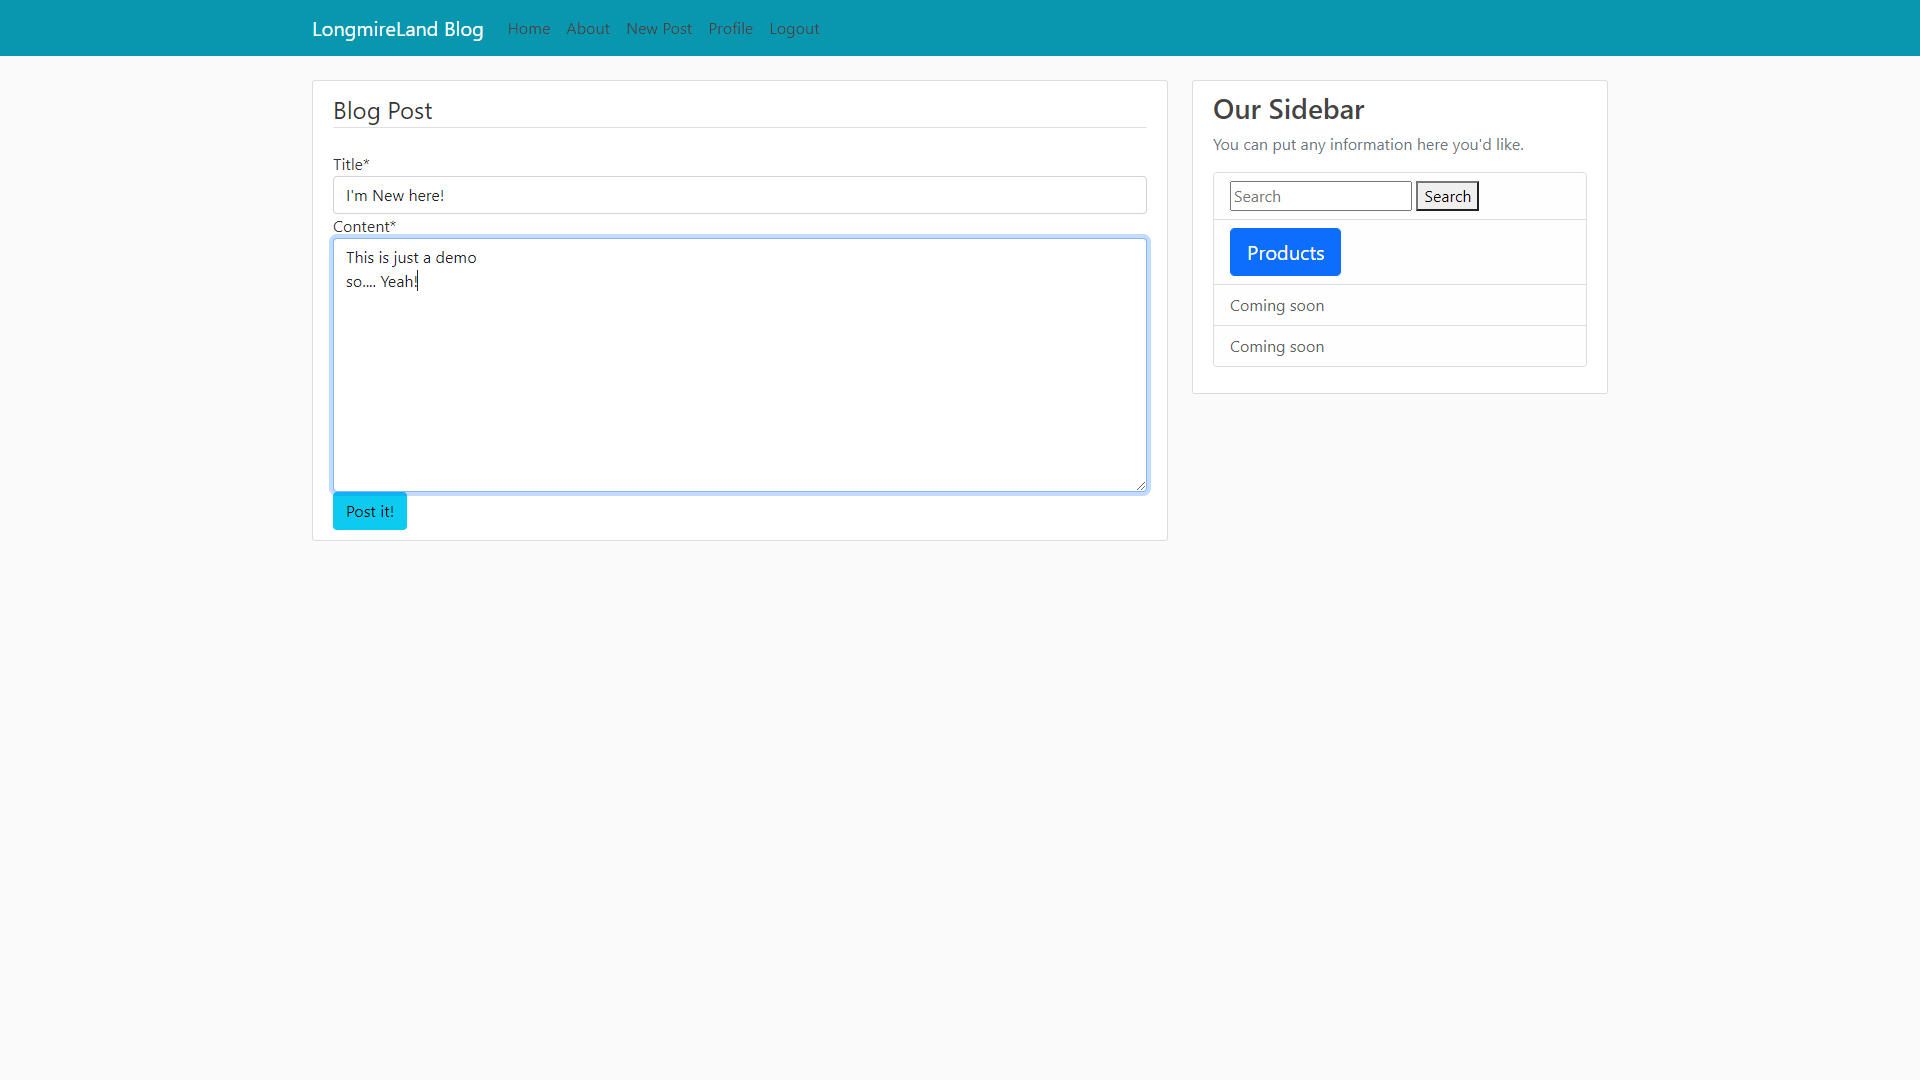 LongmireLand Blog Home About New Post Profile Logout
Blog Post
Title*
I'm New here!
Content*
This is just a demo
so.... Yeah!
Post it!
Our Sidebar
You can put any information here you'd like.
Search Search
Products
Coming soon
Coming soon